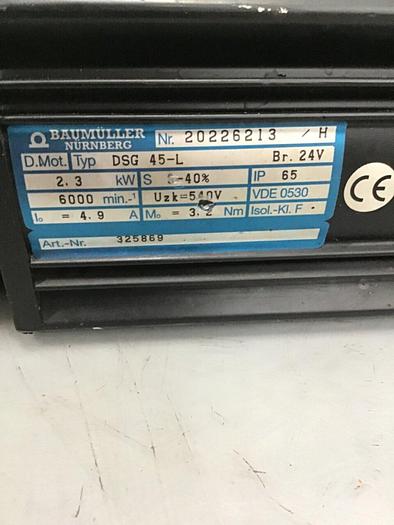 BAUMÜLLER NÜRNBERG Nr. 20226213 / H
D.Mot. Typ DSG 45-L Br. 24V
2,3 kW S -40% IP 65
6000 min.-¹ Uzk=540V VDE 0530
I₀ = 4.9 A M₀ = 3,2 Nm Isol.-Kl. F
Art.-Nr. 325869
CE